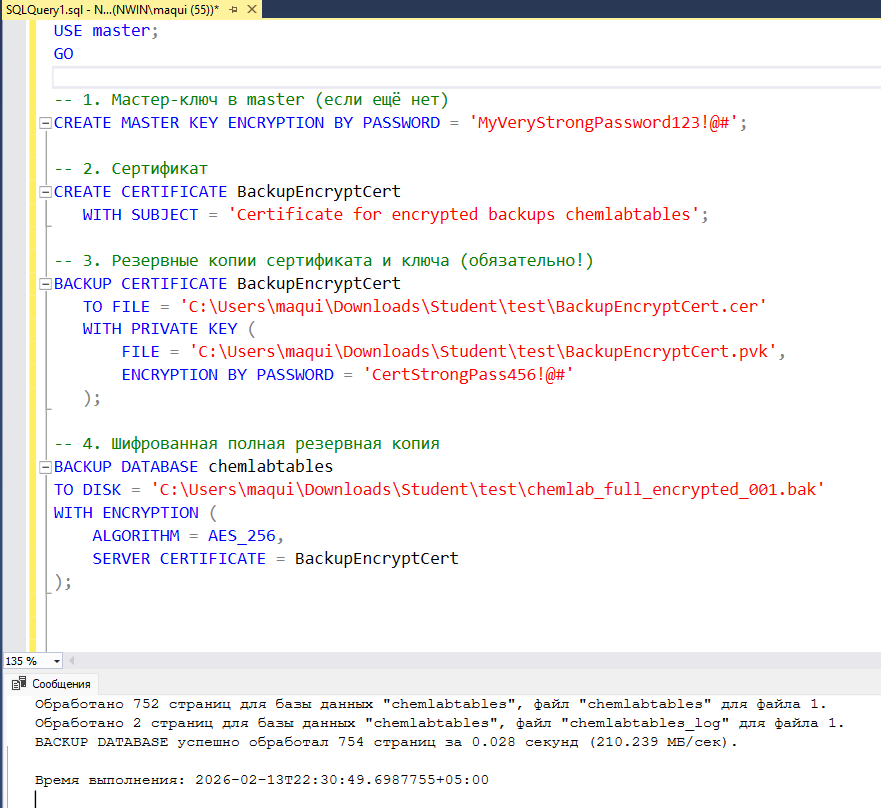 SQLQuery1.sql - N...(NWIN\maqui (55))*
USE master;
GO
-- 1. Мастер-ключ в master (если ещё нет)
CREATE MASTER KEY ENCRYPTION BY PASSWORD = 'MyVeryStrongPassword123!@#';
-- 2. Сертификат
CREATE CERTIFICATE BackupEncryptCert
    WITH SUBJECT = 'Certificate for encrypted backups chemlabtables';
-- 3. Резервные копии сертификата и ключа (обязательно!)
BACKUP CERTIFICATE BackupEncryptCert
    TO FILE = 'C:\Users\maqui\Downloads\Student\test\BackupEncryptCert.cer'
    WITH PRIVATE KEY (
        FILE = 'C:\Users\maqui\Downloads\Student\test\BackupEncryptCert.pvk',
        ENCRYPTION BY PASSWORD = 'CertStrongPass456!@#'
    );
-- 4. Шифрованная полная резервная копия
BACKUP DATABASE chemlabtables
TO DISK = 'C:\Users\maqui\Downloads\Student\test\chemlab_full_encrypted_001.bak'
WITH ENCRYPTION (
    ALGORITHM = AES_256,
    SERVER CERTIFICATE = BackupEncryptCert
);
135 %
Сообщения
Обработано 752 страниц для базы данных "chemlabtables", файл "chemlabtables" для файла 1.
Обработано 2 страниц для базы данных "chemlabtables", файл "chemlabtables_log" для файла 1.
BACKUP DATABASE успешно обработал 754 страниц за 0.028 секунд (210.239 МБ/сек).
Время выполнения: 2026-02-13T22:30:49.6987755+05:00